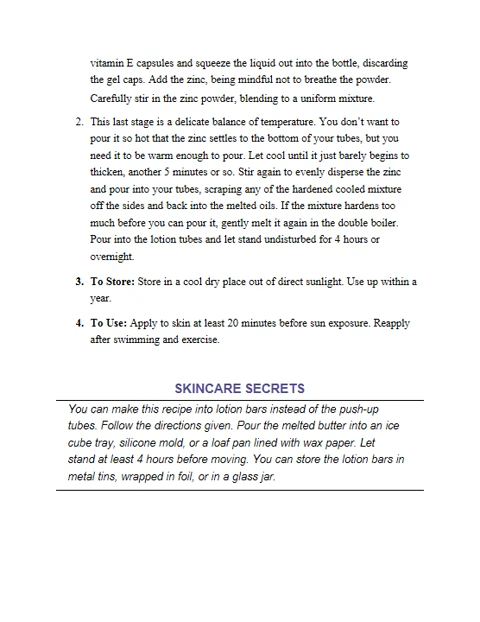 vitamin E capsules and squeeze the liquid out into the bottle, discarding
the gel caps. Add the zinc, being mindful not to breathe the powder.
Carefully stir in the zinc powder, blending to a uniform mixture.
2. This last stage is a delicate balance of temperature. You don't want to
pour it so hot that the zinc settles to the bottom of your tubes, but you
need it to be warm enough to pour. Let cool until it just barely begins to
thicken, another 5 minutes or so. Stir again to evenly disperse the zinc
and pour into your tubes, scraping any of the hardened cooled mixture
off the sides and back into the melted oils. If the mixture hardens too
much before you can pour it, gently melt it again in the double boiler.
Pour into the lotion tubes and let stand undisturbed for 4 hours or
overnight.
3. To Store: Store in a cool dry place out of direct sunlight. Use up within a
year.
4. To Use: Apply to skin at least 20 minutes before sun exposure. Reapply
after swimming and exercise.
SKINCARE SECRETS
You can make this recipe into lotion bars instead of the push-up
tubes. Follow the directions given. Pour the melted butter into an ice
cube tray, silicone mold, or a loaf pan lined with wax paper. Let
stand at least 4 hours before moving. You can store the lotion bars in
metal tins, wrapped in foil, or in a glass jar.